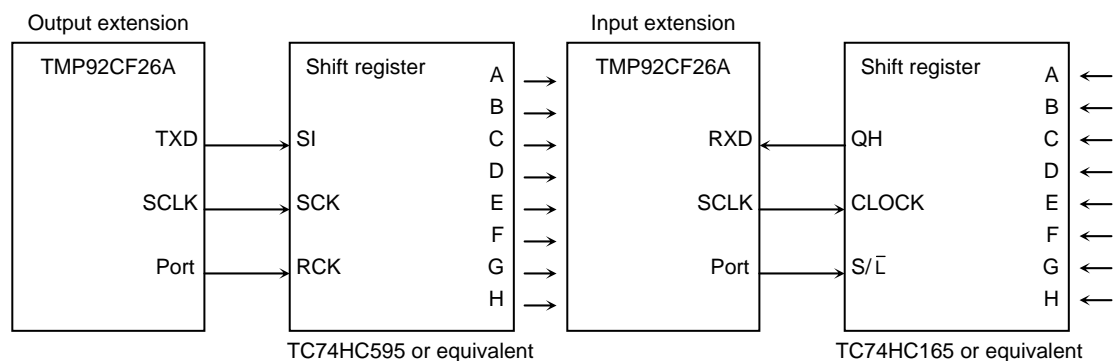 Output extension
TMP92CF26A
TXD
SCLK
Port
Shift register
SI
SCK
RCK
A
B
C
D
E
F
G
H
TC74HC595 or equivalent
Input extension
TMP92CF26A
RXD
SCLK
Port
Shift register
QH
CLOCK
S/L̅
A
B
C
D
E
F
G
H
TC74HC165 or equivalent